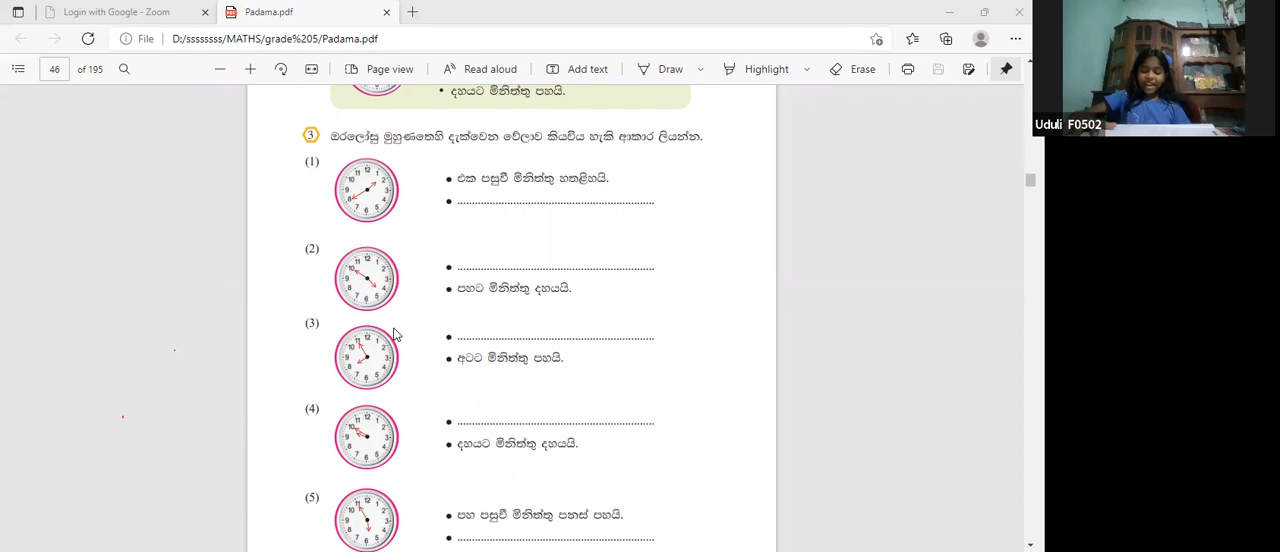 Login with Google - Zoom
Padama.pdf
File
D:/ssssssss/MATHS/grade%205/Padama.pdf
46 of 195
Page view
Read aloud
Add text
Draw
Highlight
Erase
Uduli F0502
• දහයට මිනිත්තු පහයි.
3 ඔරලෝසු මුහුණතෙහි දැක්වෙන වේලාව කියවිය හැකි ආකාර ලියන්න.
(1)
• එක පසුවී මිනිත්තු හතළිහයි.
• ..................................................................
(2)
• ..................................................................
• පහට මිනිත්තු දහයයි.
(3)
• ..................................................................
• අටට මිනිත්තු පහයි.
(4)
• ..................................................................
• දහයට මිනිත්තු දහයයි.
(5)
• පහ පසුවී මිනිත්තු පනස් පහයි.
• ..................................................................